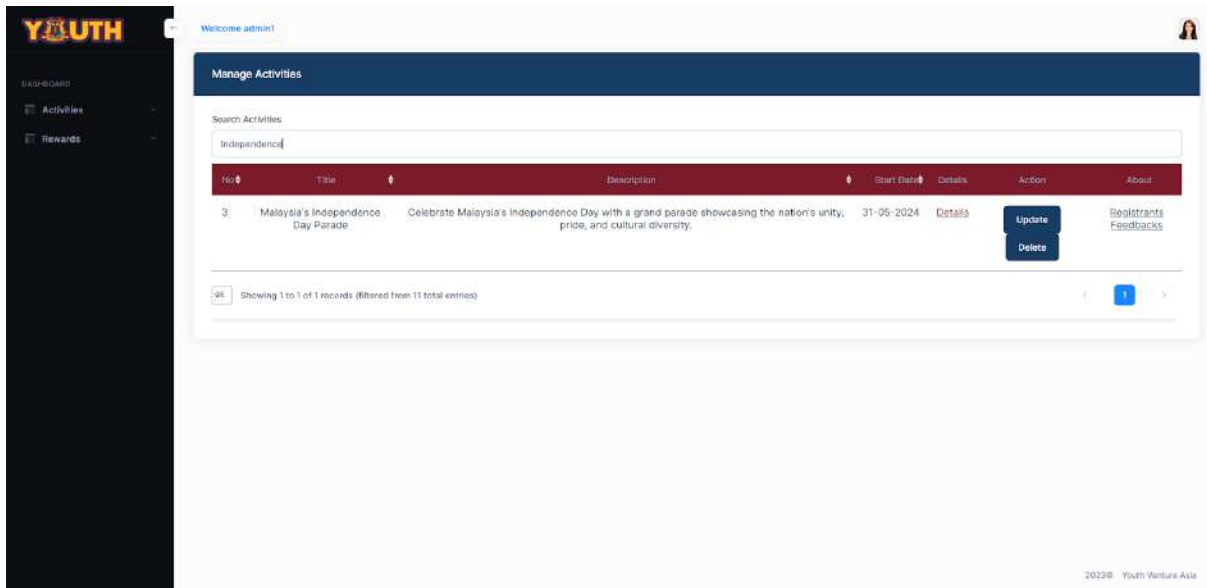 YOUTH
Welcome admin1
DASHBOARD
Activities
Rewards
Manage Activities
Search Activities
Independence
No Title Description Start Date Details Action About
3 Malaysia's Independence Day Parade Celebrate Malaysia's Independence Day with a grand parade showcasing the nation's unity, pride, and cultural diversity. 31-05-2024 Details Update Delete Registrants Feedbacks
Showing 1 to 1 of 1 records (filtered from 11 total entries)
1
2023© Youth Venture Asia